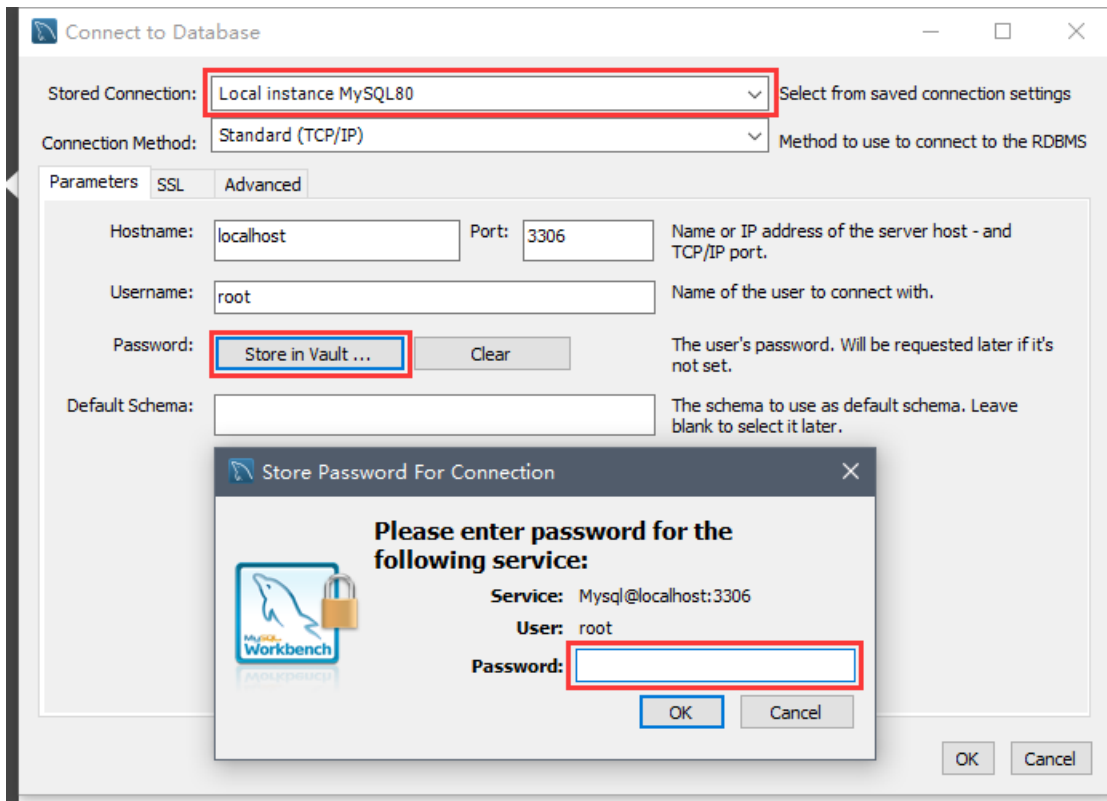 Connect to Database
Stored Connection: Local instance MySQL80 Select from saved connection settings
Connection Method: Standard (TCP/IP) Method to use to connect to the RDBMS
Parameters SSL Advanced
Hostname: localhost Port: 3306 Name or IP address of the server host - and
TCP/IP port.
Username: root Name of the user to connect with.
Password: Store in Vault ... Clear The user's password. Will be requested later if it's
not set.
Default Schema: The schema to use as default schema. Leave
blank to select it later.
Store Password For Connection
Please enter password for the
following service:
Service: Mysql@localhost:3306
User: root
MySQL
Workbench
Password:
OK Cancel
OK Cancel